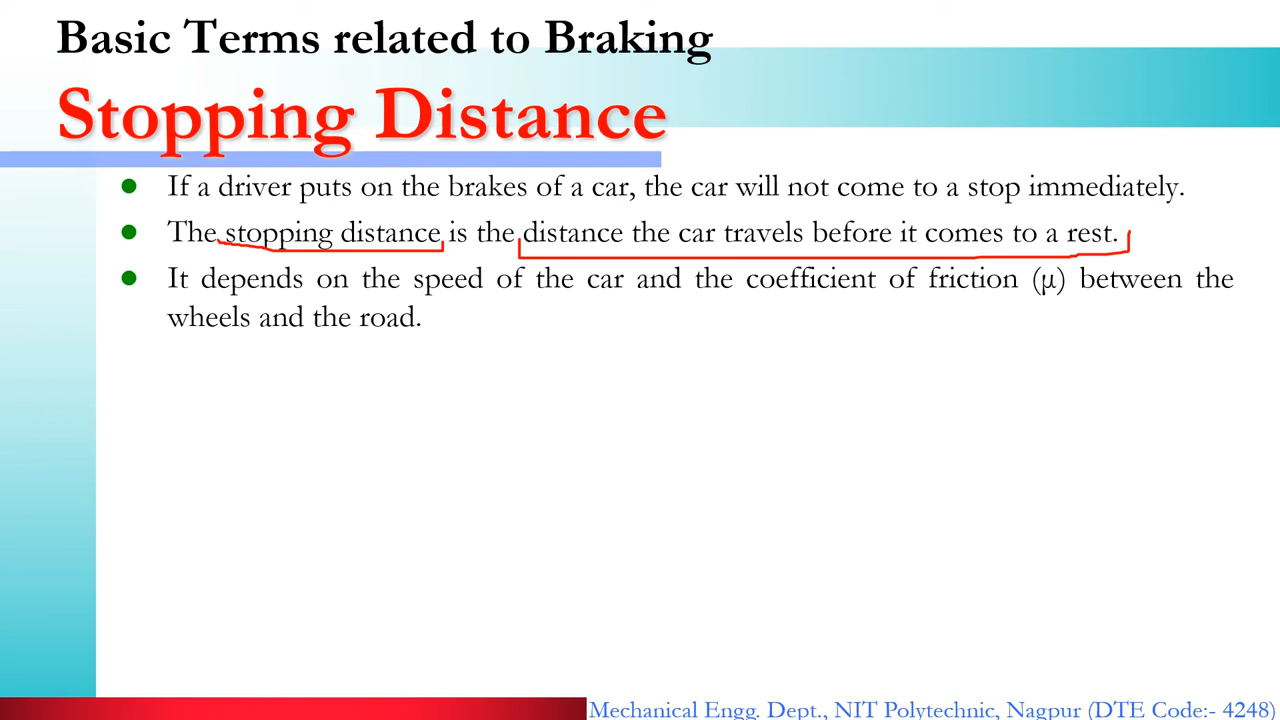 Basic Terms related to Braking
Stopping Distance
If a driver puts on the brakes of a car, the car will not come to a stop immediately.
The stopping distance is the distance the car travels before it comes to a rest.
It depends on the speed of the car and the coefficient of friction (μ) between the
wheels and the road.
Mechanical Engg. Dept., NIT Polytechnic, Nagpur (DTE Code:- 4248)